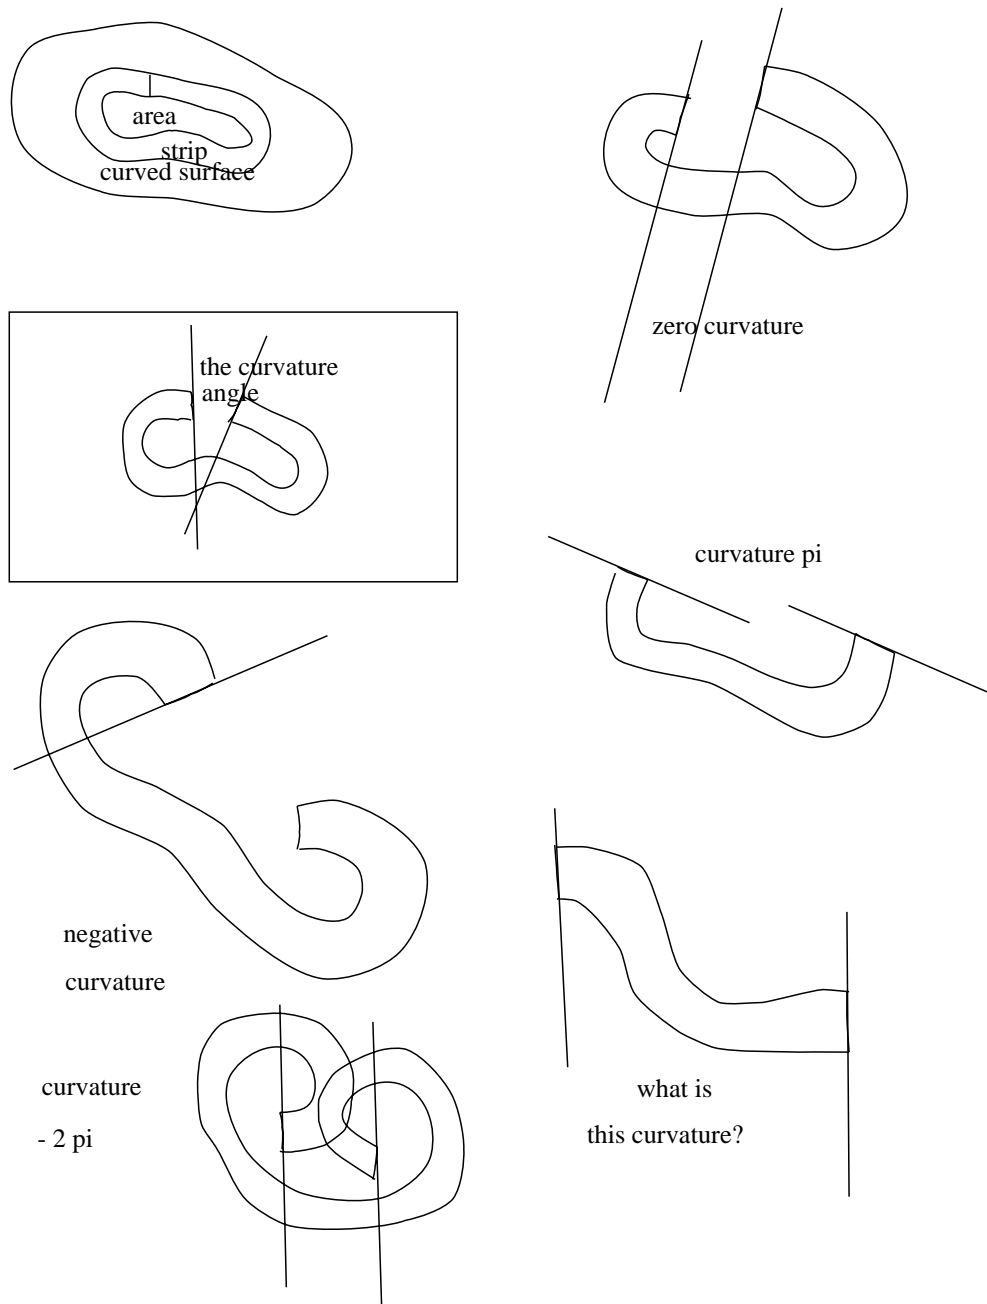 area
strip
curved surface
zero curvature
the curvature
angle
curvature pi
negative
curvature
curvature
- 2 pi
what is
this curvature?